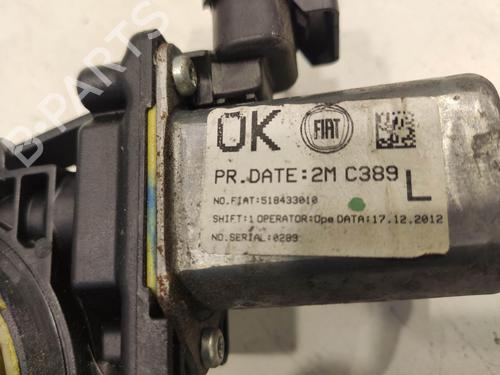 OK FIAT
PR.DATE:2M C389
L
NO.FIAT:518433010
SHIFT:1 OPERATOR:Dpe DATA:17.12.2012
NO.SERIAL:0289
B-PARTS